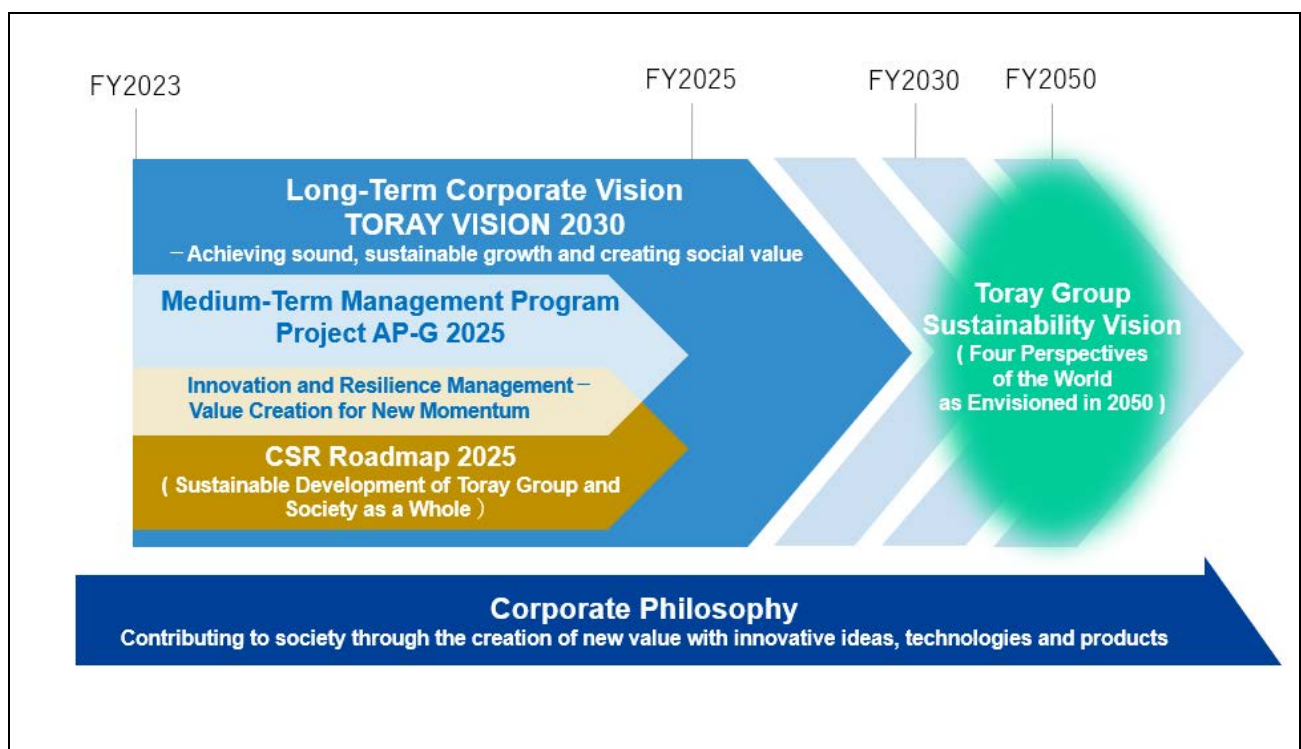 FY2023
FY2025
FY2030
FY2050
Long-Term Corporate Vision
TORAY VISION 2030
－Achieving sound, sustainable growth and creating social value
Medium-Term Management Program
Project AP-G 2025
Innovation and Resilience Management－
Value Creation for New Momentum
CSR Roadmap 2025
( Sustainable Development of Toray Group and
Society as a Whole ）
Toray Group
Sustainability Vision
( Four Perspectives
of the World
as Envisioned in 2050 )
Corporate Philosophy
Contributing to society through the creation of new value with innovative ideas, technologies and products